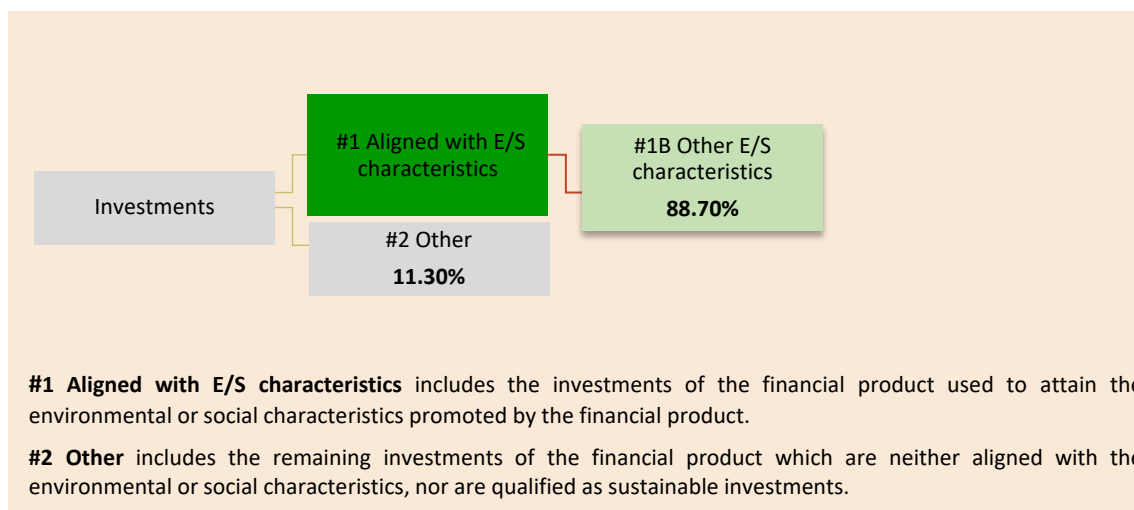 #1 Aligned with E/S
characteristics
#1B Other E/S
characteristics
88.70%
Investments
#2 Other
11.30%
#1 Aligned with E/S characteristics includes the investments of the financial product used to attain the
environmental or social characteristics promoted by the financial product.
#2 Other includes the remaining investments of the financial product which are neither aligned with the
environmental or social characteristics, nor are qualified as sustainable investments.